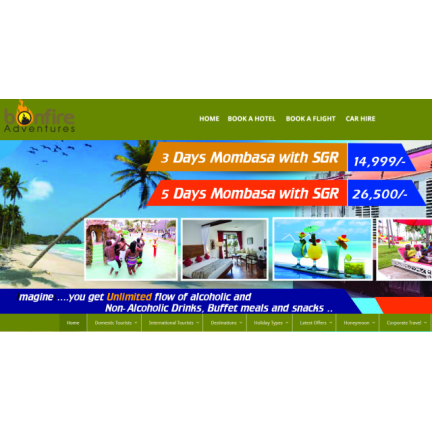 bonfire
Adventures
HOME BOOK A HOTEL BOOK A FLIGHT CAR HIRE
3 Days Mombasa with SGR 14,999/-
5 Days Mombasa with SGR 26,500/-
magine ....you get Unlimited flow of alcoholic and
Non-Alcoholic Drinks, Buffet meals and snacks ..
Home Domestic Tourists International Tourists Destinations Holiday Types Latest Offers Honeymoon Corporate Travel